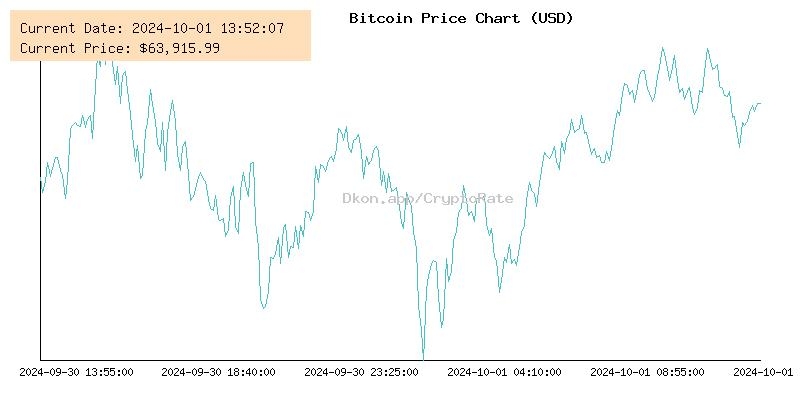 Bitcoin Price Chart (USD)
Current Date: 2024-10-01 13:52:07
Current Price: $63,915.99
Dkon.app/CryptoRate
2024-09-30 13:55:00
2024-09-30 18:40:00
2024-09-30 23:25:00
2024-10-01 04:10:00
2024-10-01 08:55:00
2024-10-01